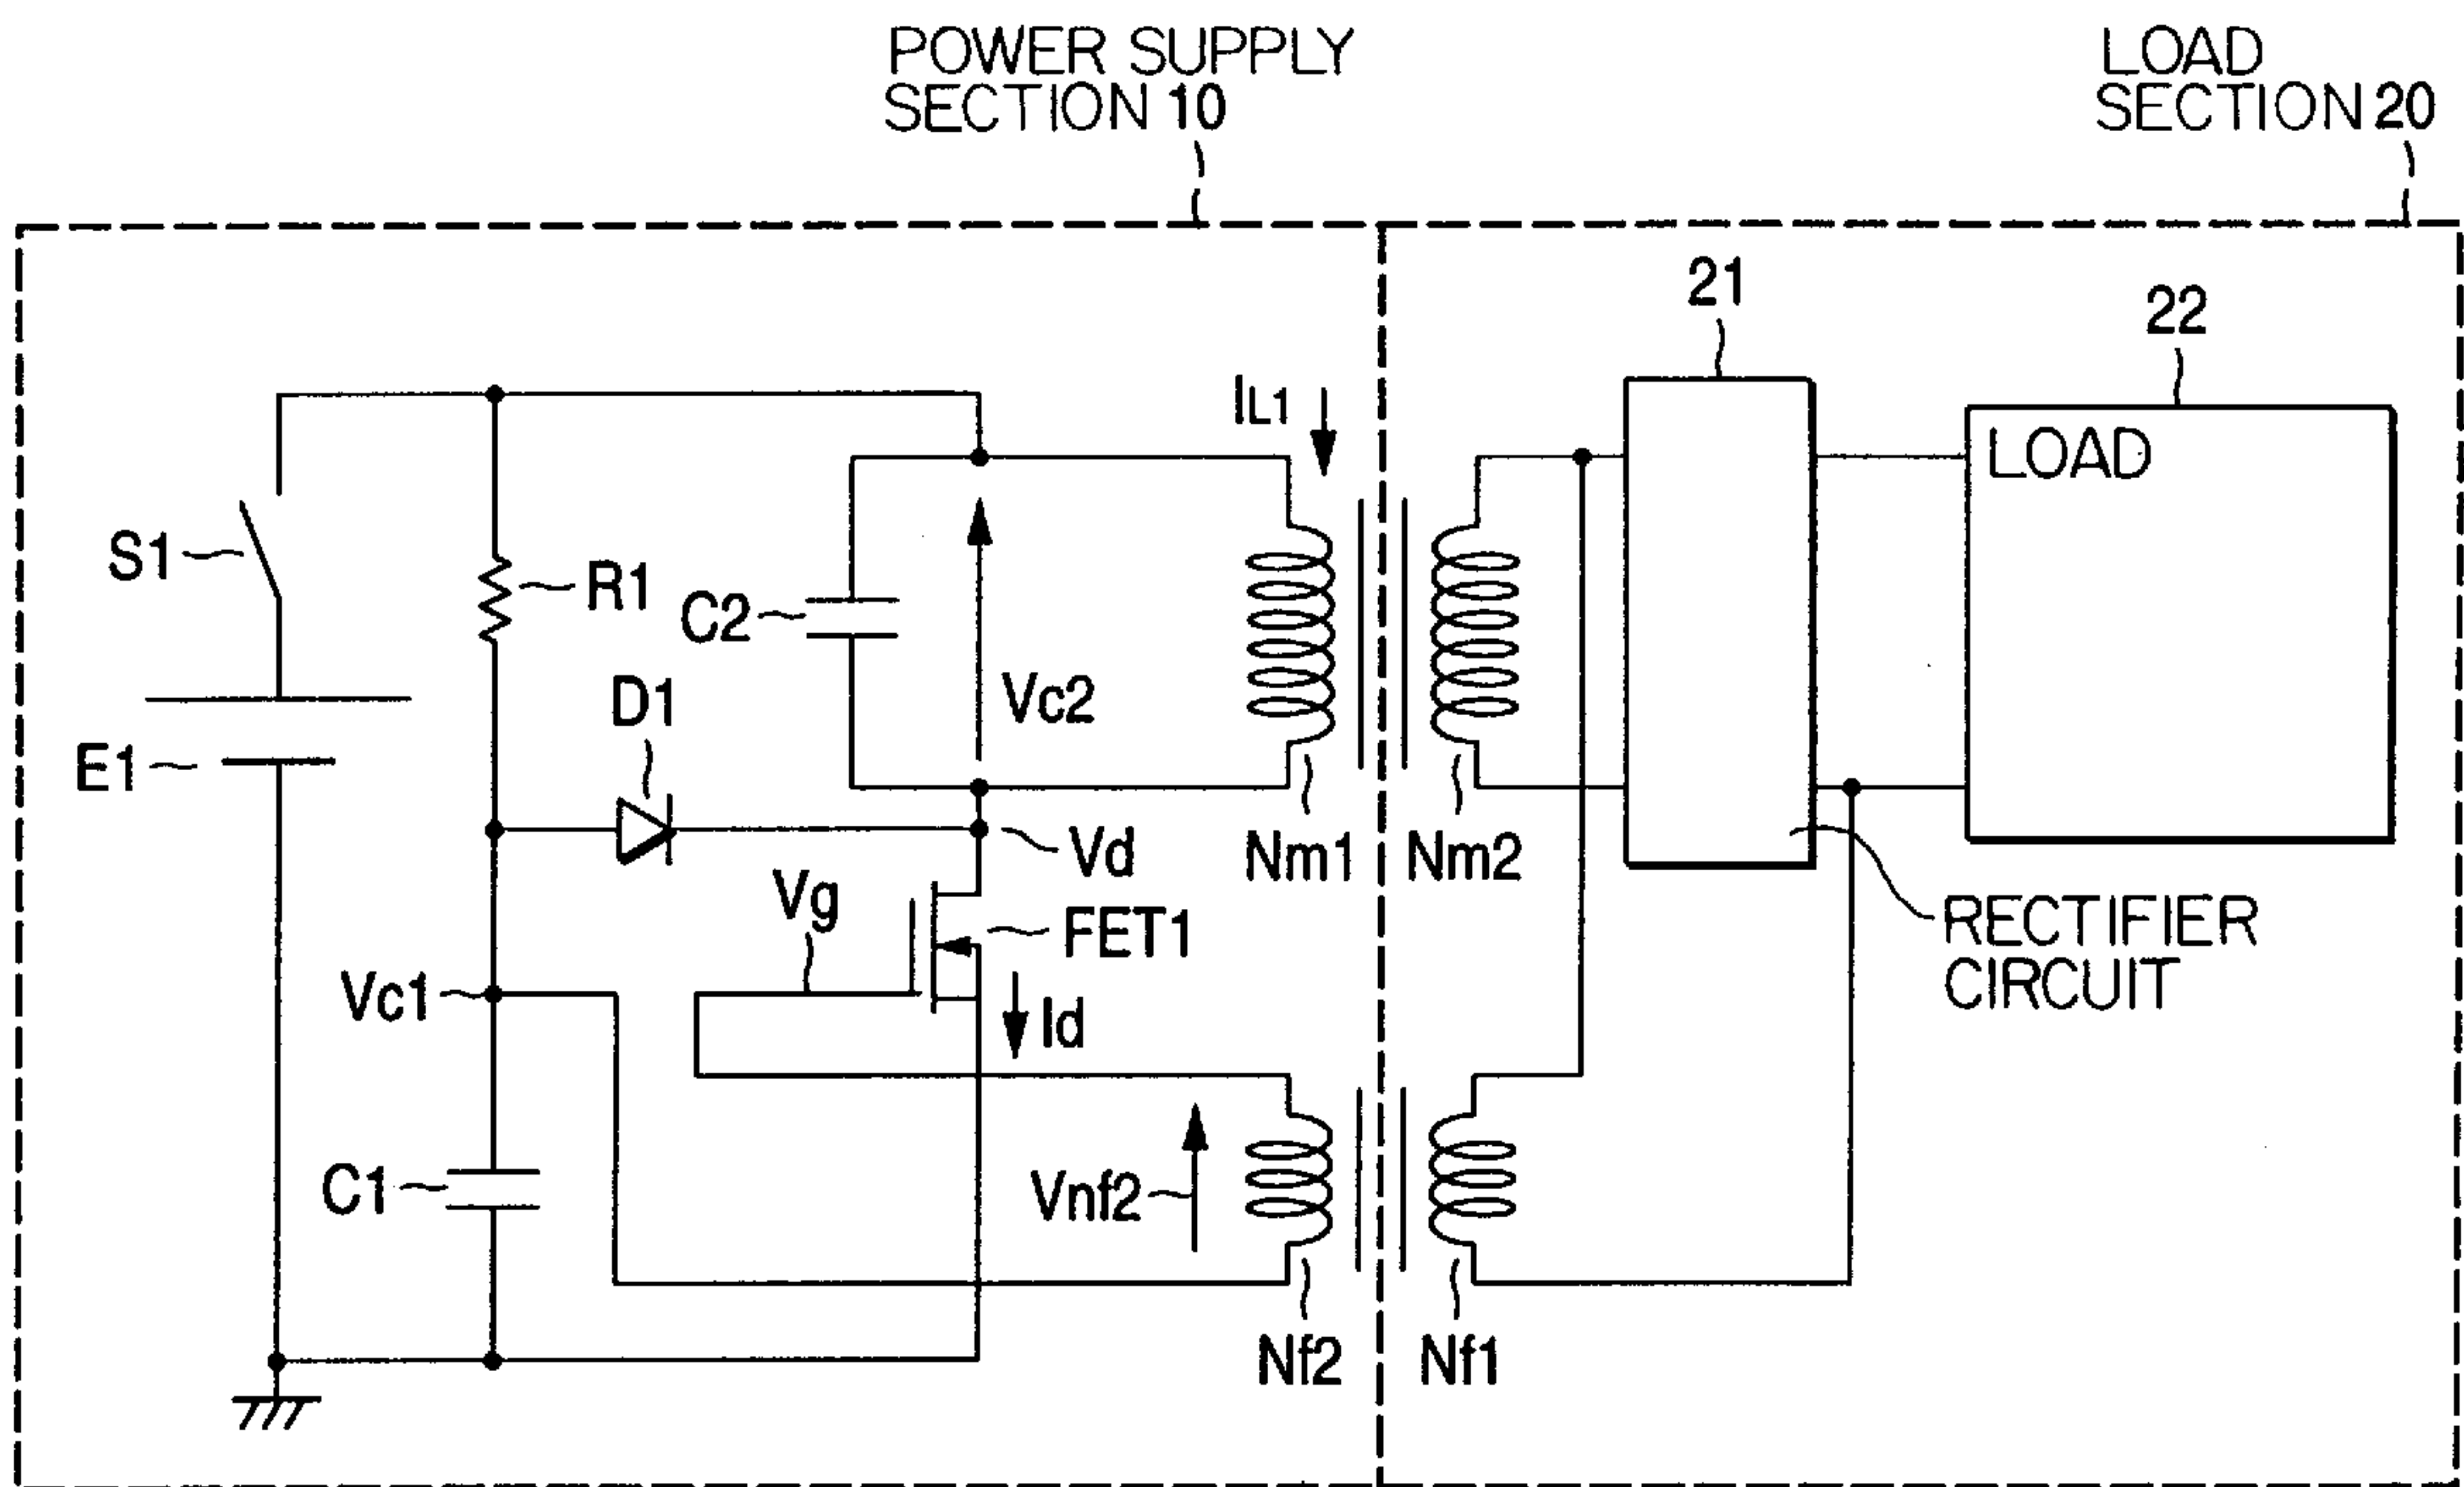 POWER SUPPLY
SECTION 10
LOAD
SECTION 20
21
22
IL1
LOAD
S1
R1
C2
Vc2
D1
E1
Vd
Nm1
Nm2
Vg
FET1
RECTIFIER
CIRCUIT
Vc1
Id
C1
Vnf2
Nf2
Nf1